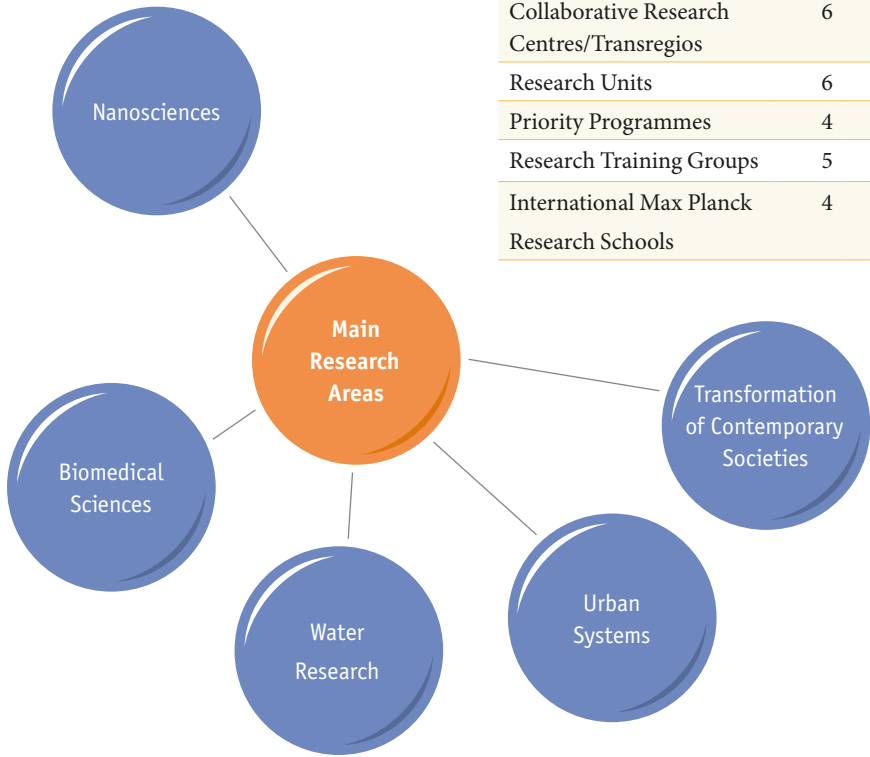 Collaborative Research 6
Centres/Transregios
Research Units 6
Priority Programmes 4
Research Training Groups 5
International Max Planck 4
Research Schools
Nanosciences
Main
Research
Areas
Transformation
of Contemporary
Societies
Biomedical
Sciences
Urban
Systems
Water
Research